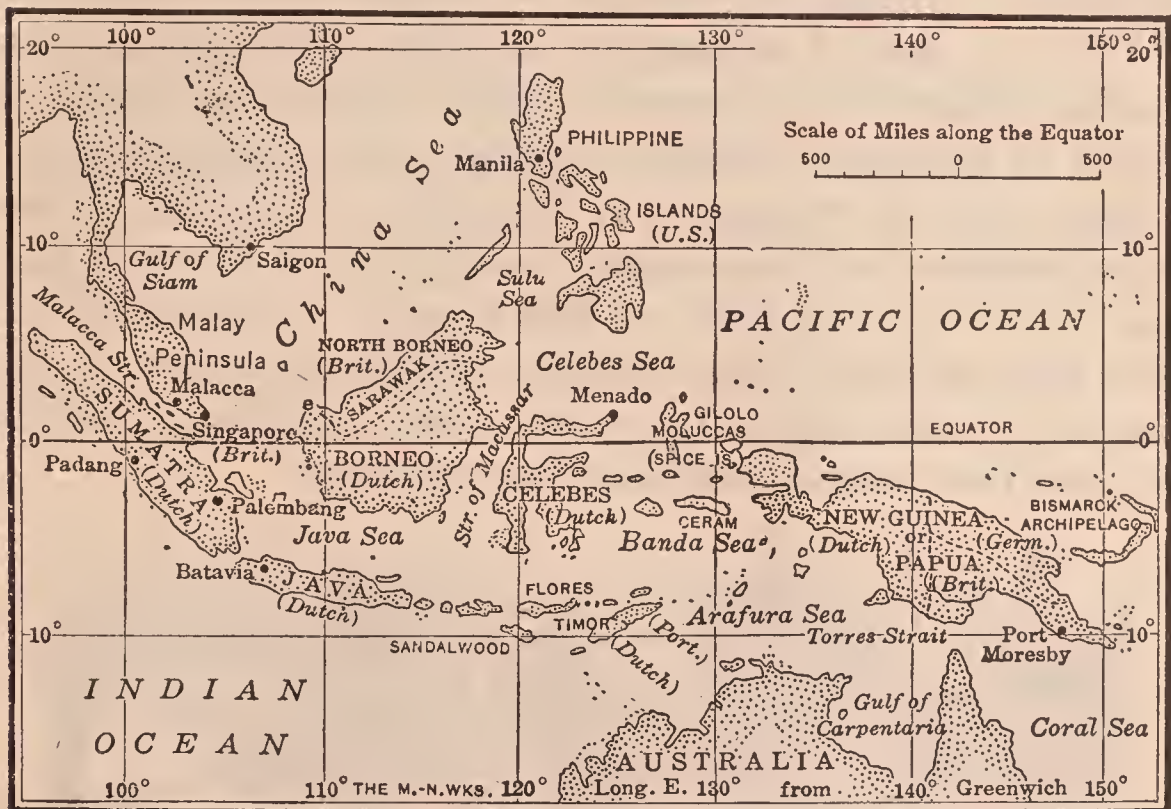 100° 110° 120° 130° 140° 150°
20° 20°
China Sea
PHILIPPINE
Manila
ISLANDS
(U.S.)
Scale of Miles along the Equator
500 0 500
10° 10°
Gulf of
Siam
Saigon
Sulu
Sea
Malacca Str.
Malay
Peninsula
Malacca
Singapore
(Brit.)
NORTH BORNEO
(Brit.)
SARAWAK
Celebes Sea
PACIFIC OCEAN
Menado
GILOLO
MOLUCCAS
(SPICE IS.)
EQUATOR
0° 0°
SUMATRA
(Dutch)
Padang
Palembang
BORNEO
(Dutch)
Str. of Macassar
CELEBES
(Dutch)
CERAM
Java Sea
Banda Sea
NEW GUINEA
or
PAPUA
(Dutch)
(Germ.)
(Brit.)
BISMARCK
ARCHIPELAGO
Batavia
JAVA
(Dutch)
FLORES
TIMOR
(Port.)
(Dutch)
SANDALWOOD
Arafura Sea
Torres Strait
Port
Moresby
10° 10°
INDIAN
OCEAN
Gulf of
Carpentaria
Coral Sea
AUSTRALIA
100° 110° THE M.-N.WKS. 120° Long. E. 130° from 140° Greenwich 150°